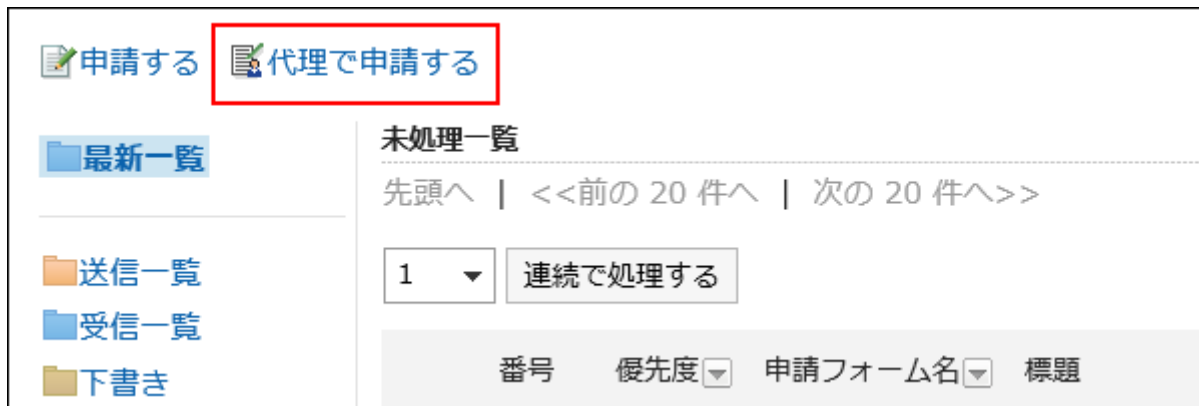 申請する 代理で申請する
最新一覧
未処理一覧
先頭へ | <<前の 20 件へ | 次の 20 件へ>>
1 連続で処理する
送信一覧
受信一覧
下書き
番号 優先度 申請フォーム名 標題